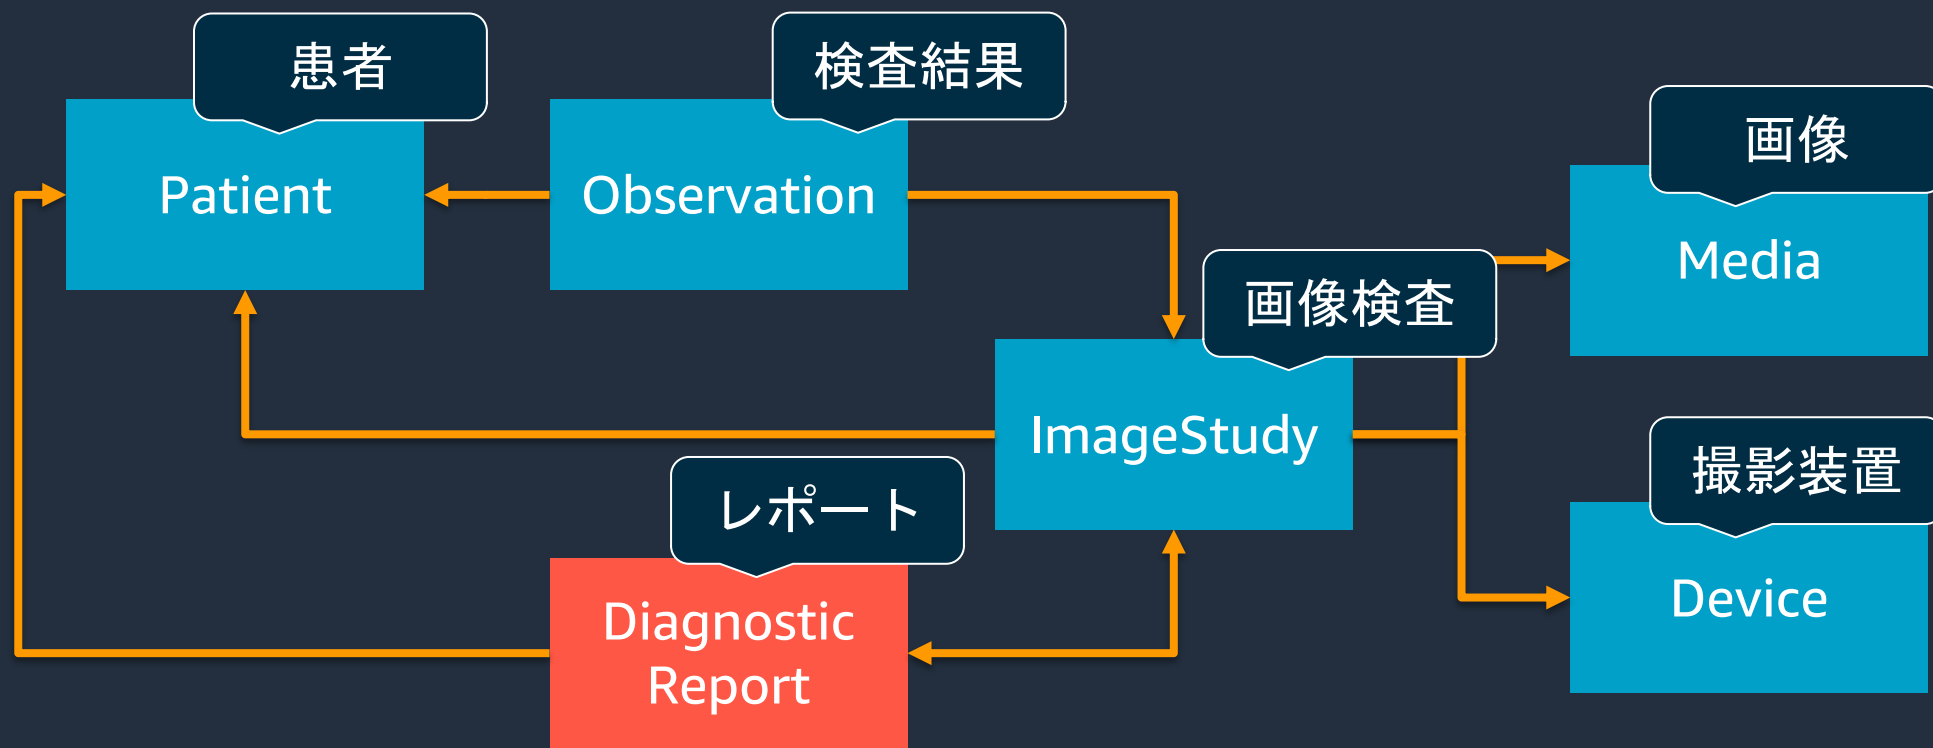 患者
Patient
検査結果
Observation
画像
Media
画像検査
ImageStudy
撮影装置
Device
レポート
Diagnostic
Report